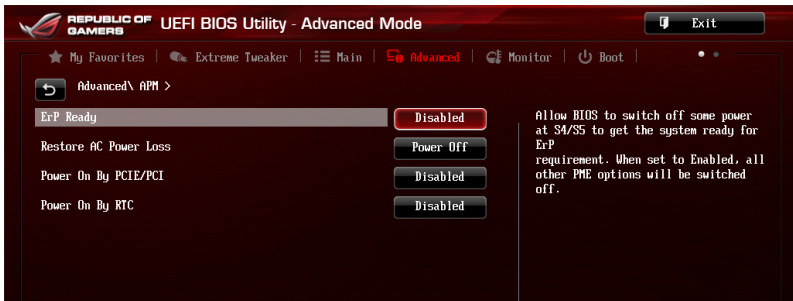 REPUBLIC OF
GAMERS
UEFI BIOS Utility - Advanced Mode
Exit
My Favorites
Extreme Tweaker
Main
Advanced
Monitor
Boot
Advanced\ APM >
ErP Ready
Disabled
Restore AC Power Loss
Power Off
Power On By PCIE/PCI
Disabled
Power On By RTC
Disabled
Allow BIOS to switch off some power
at S4/S5 to get the system ready for
ErP
requirement. When set to Enabled, all
other PME options will be switched
off.